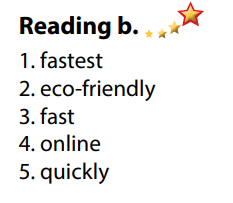 Reading b.
1. fastest
2. eco-friendly
3. fast
4. online
5. quickly